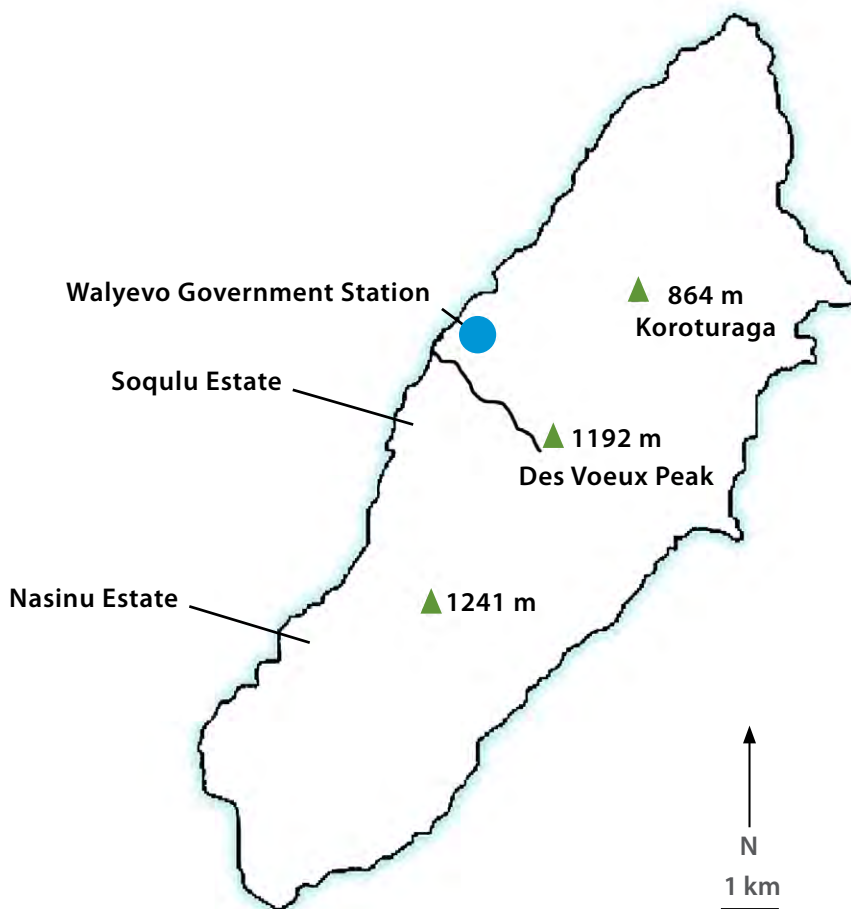 Walyevo Government Station
864 m
Koroturaga
Soqulu Estate
1192 m
Des Voeux Peak
Nasinu Estate
1241 m
N
1 km